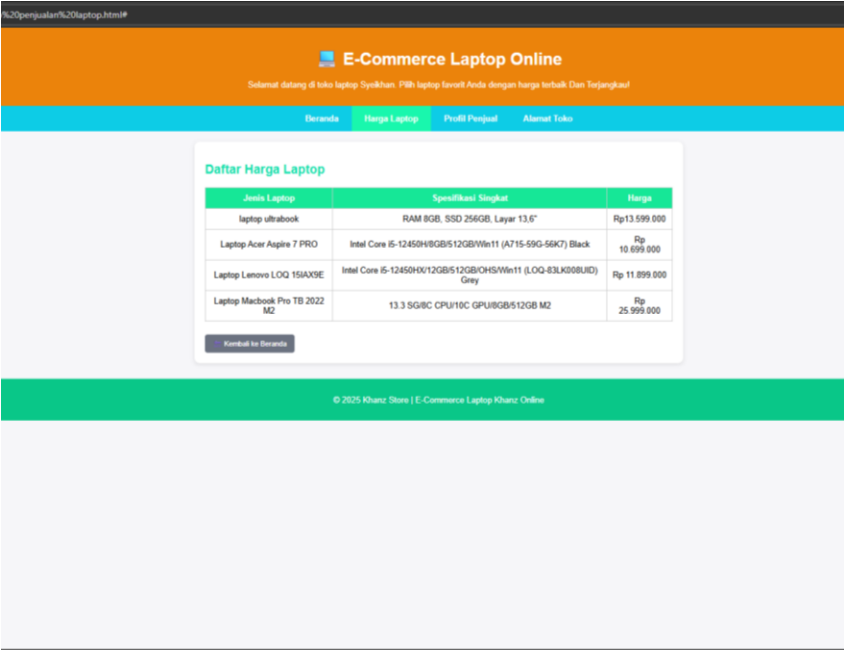 /%20penjualan%20laptop.html#
E-Commerce Laptop Online
Selamat datang di toko laptop Syeikhan. Pilih laptop favorit Anda dengan harga terbaik Dan Terjangkau!
Beranda Harga Laptop Profil Penjual Alamat Toko
Daftar Harga Laptop
Jenis Laptop Spesifikasi Singkat Harga
laptop ultrabook RAM 8GB, SSD 256GB, Layar 13,6" Rp13.599.000
Laptop Acer Aspire 7 PRO Intel Core i5-12450H/8GB/512GB/Win11 (A715-59G-56K7) Black Rp
10.699.000
Laptop Lenovo LOQ 15IAX9E Intel Core i5-12450HX/12GB/512GB/OHS/Win11 (LOQ-83LK008UID)
Grey Rp 11.899.000
Laptop Macbook Pro TB 2022
M2 13.3 SG/8C CPU/10C GPU/8GB/512GB M2 Rp
25.999.000
Kembali ke Beranda
© 2025 Khanz Store | E-Commerce Laptop Khanz Online